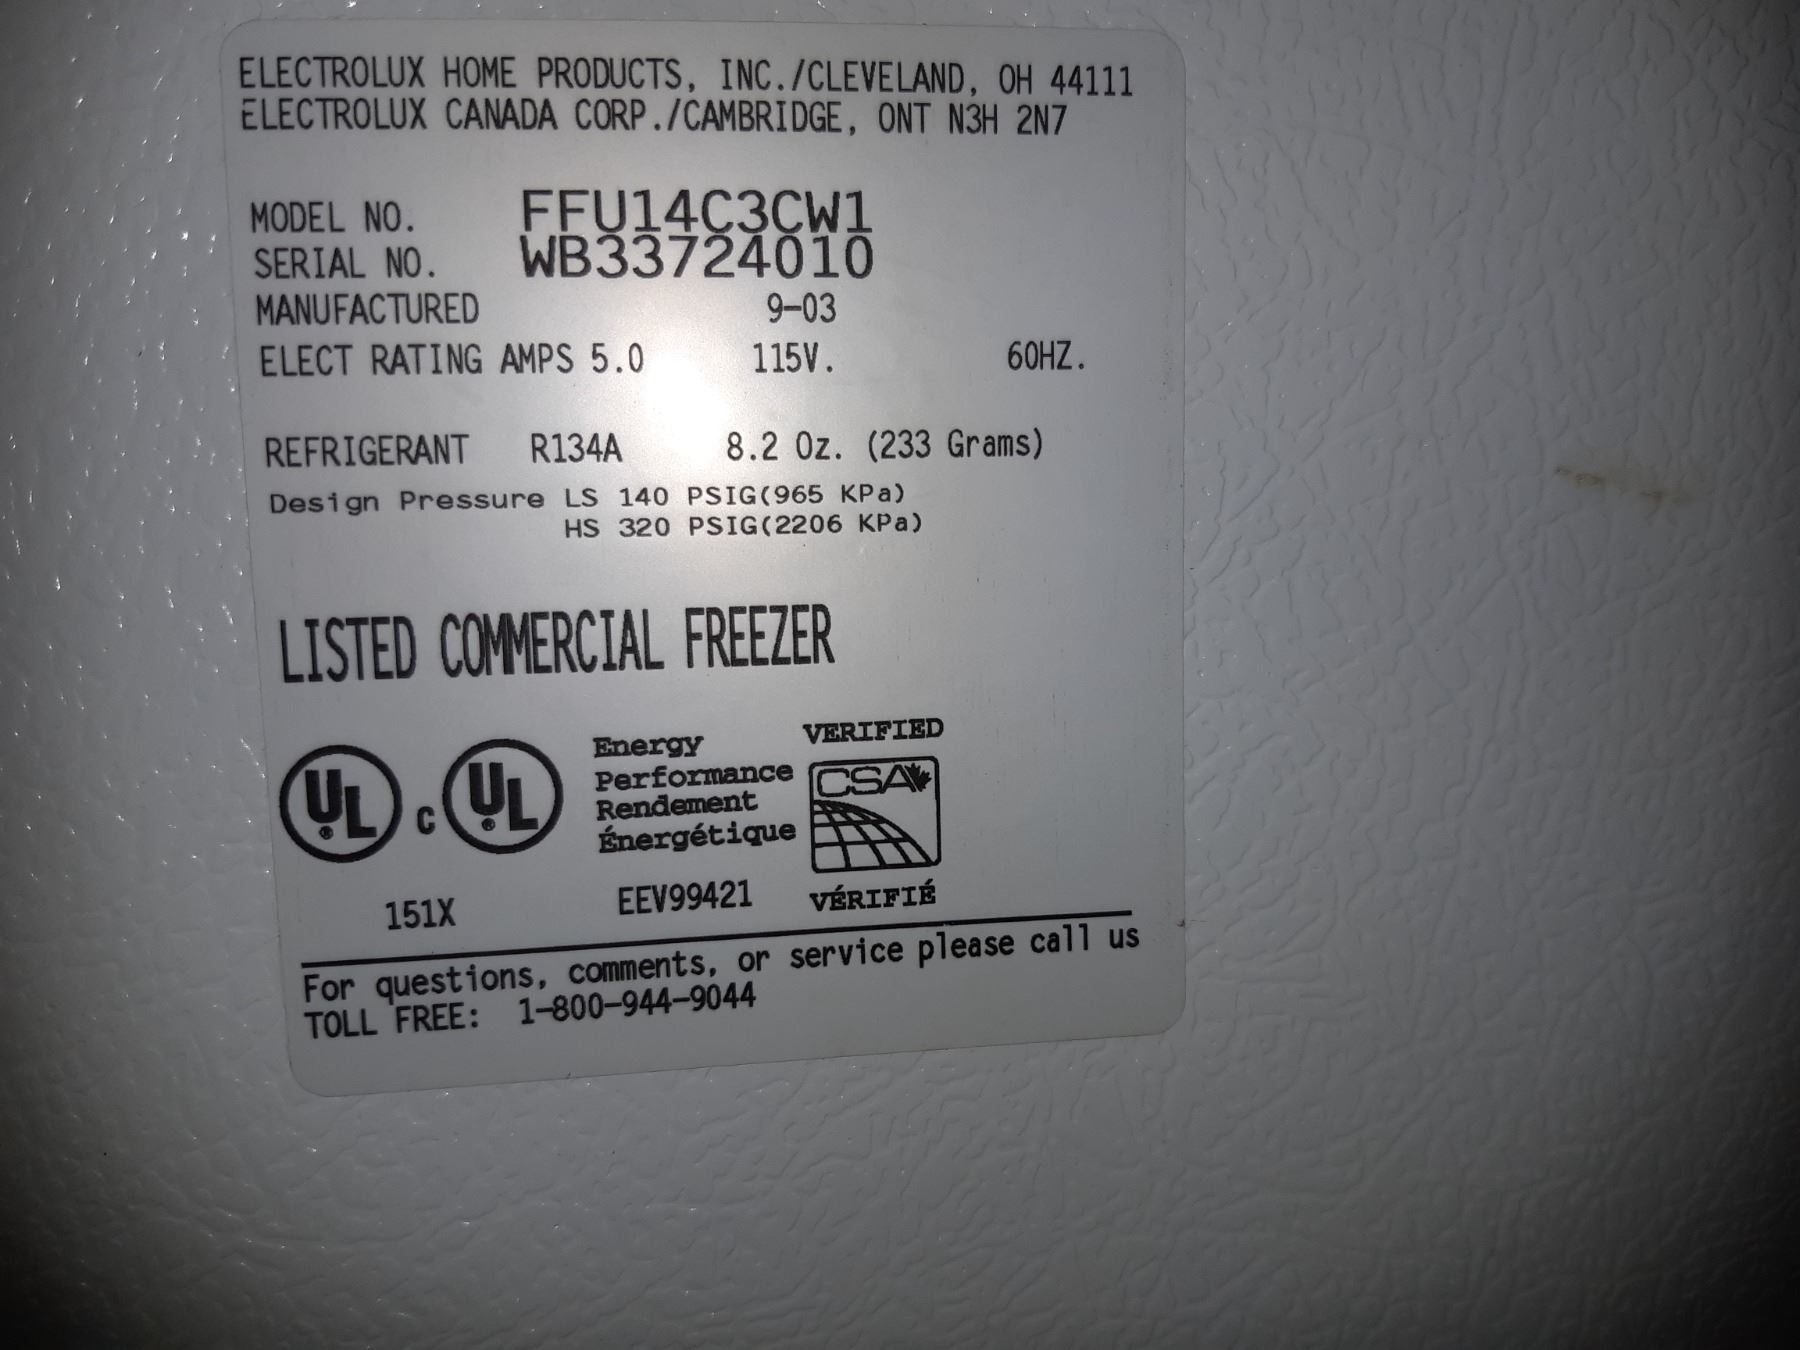 ELECTROLUX HOME PRODUCTS, INC./CLEVELAND, OH 44111
ELECTROLUX CANADA CORP./CAMBRIDGE, ONT N3H 2N7
MODEL NO. FFU14C3CW1
SERIAL NO. WB33724010
MANUFACTURED 9-03
ELECT RATING AMPS 5.0 115V. 60HZ.
REFRIGERANT R134A 8.2 Oz. (233 Grams)
Design Pressure LS 140 PSIG(965 KPa)
HS 320 PSIG(2206 KPa)
LISTED COMMERCIAL FREEZER
UL ® c UL ®
Energy
Performance
Rendement
Énergétique
VERIFIED
CSA
VÉRIFIÉ
151X EEV99421
For questions, comments, or service please call us
TOLL FREE: 1-800-944-9044